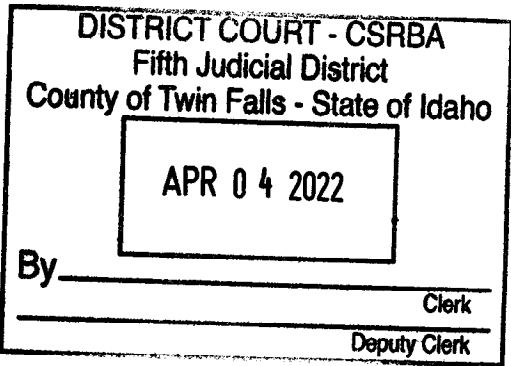 DISTRICT COURT - CSRBA
Fifth Judicial District
County of Twin Falls - State of Idaho
APR 04 2022
By
Clerk
Deputy Clerk